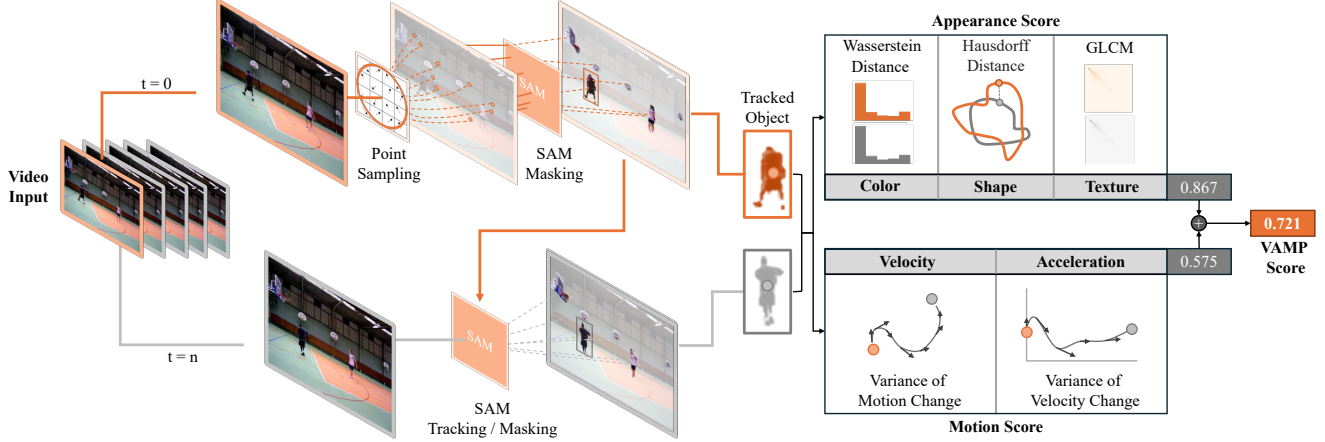 Appearance Score
Wasserstein
Distance
Hausdorff
Distance
GLCM
t = 0
SAM
Tracked
Object
Point
Sampling
SAM
Masking
Video
Input
Color
Shape
Texture
0.867
+
0.721
VAMP
Score
Velocity
Acceleration
0.575
SAM
t = n
Variance of
Motion Change
Variance of
Velocity Change
SAM
Tracking / Masking
Motion Score